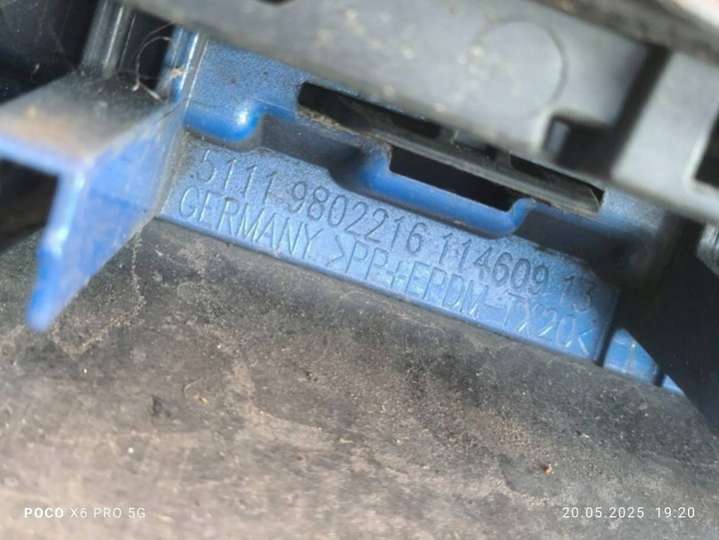 5111 9802216 114609 13
GERMANY >PP+EPDM-TX20<
POCO X6 PRO 5G
20.05.2025 19:20